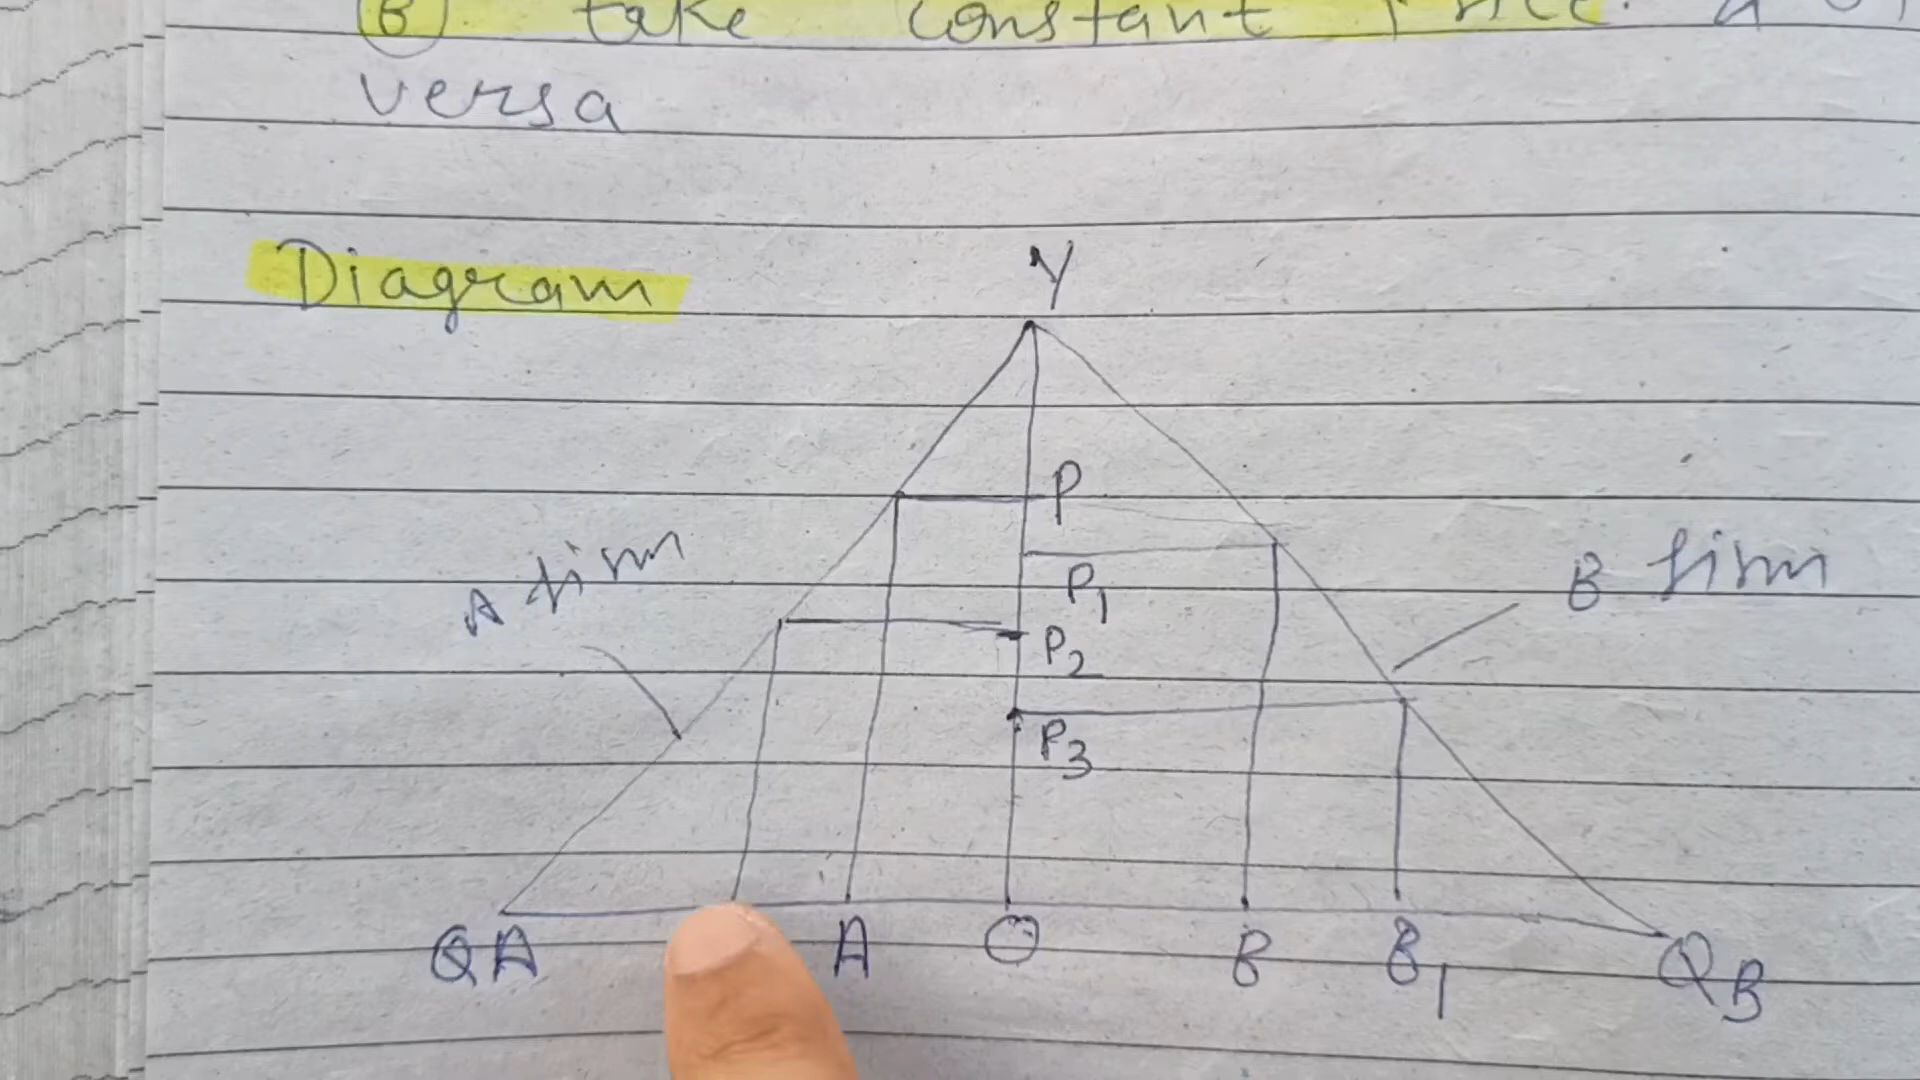 B take constant
versa
Diagram
Y
P
P1
A firm
B firm
P2
P3
QA A O B B1 QB